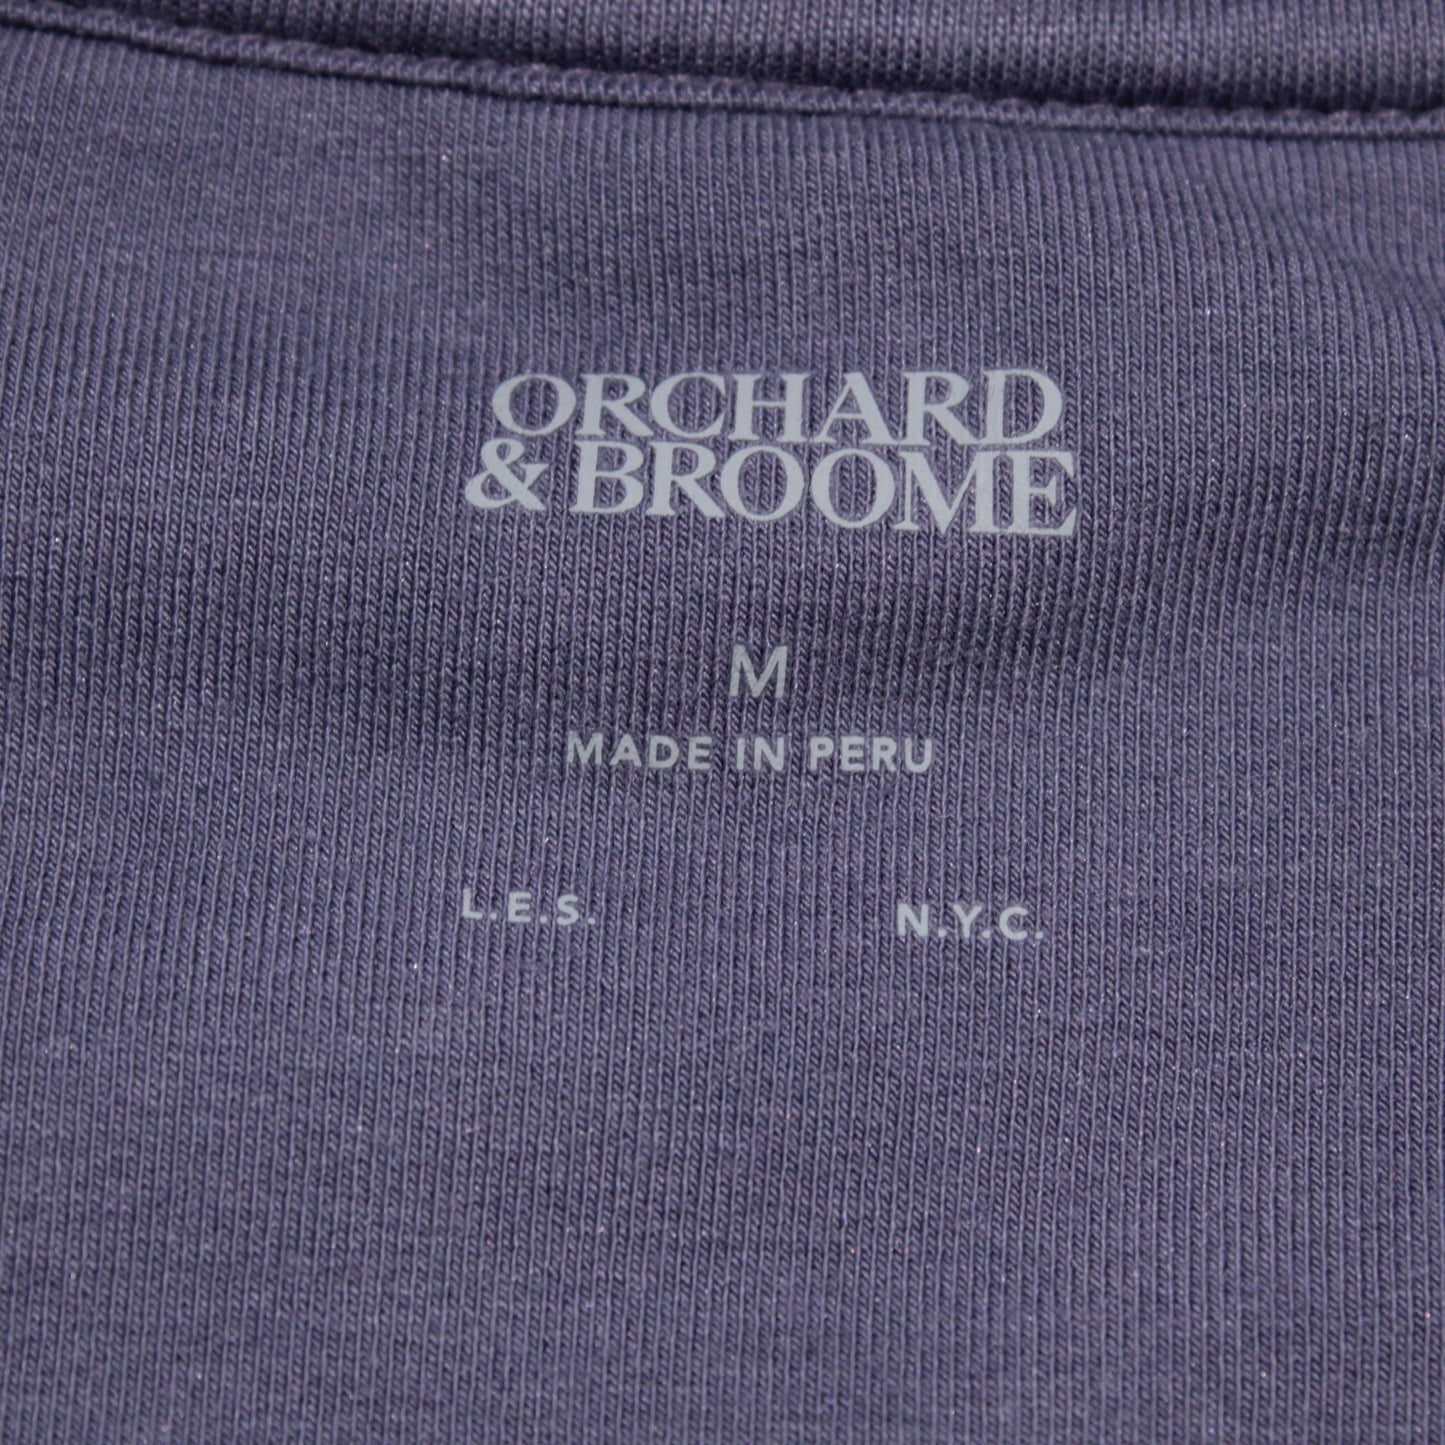 ORCHARD
& BROOME
M
MADE IN PERU
L.E.S. N.Y.C.